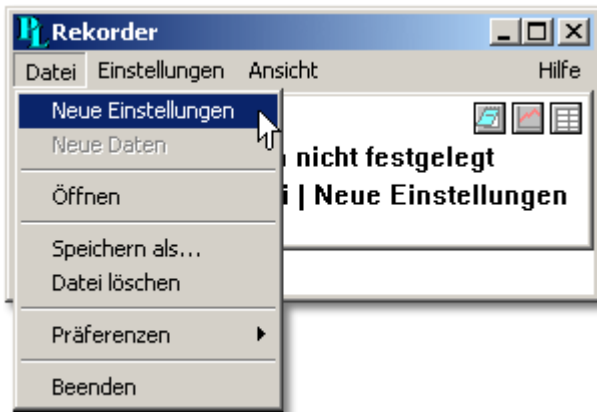 PL Rekorder
Datei Einstellungen Ansicht Hilfe
Neue Einstellungen
Neue Daten
nicht festgelegt
Öffnen
i | Neue Einstellungen
Speichern als...
Datei löschen
Präferenzen
Beenden